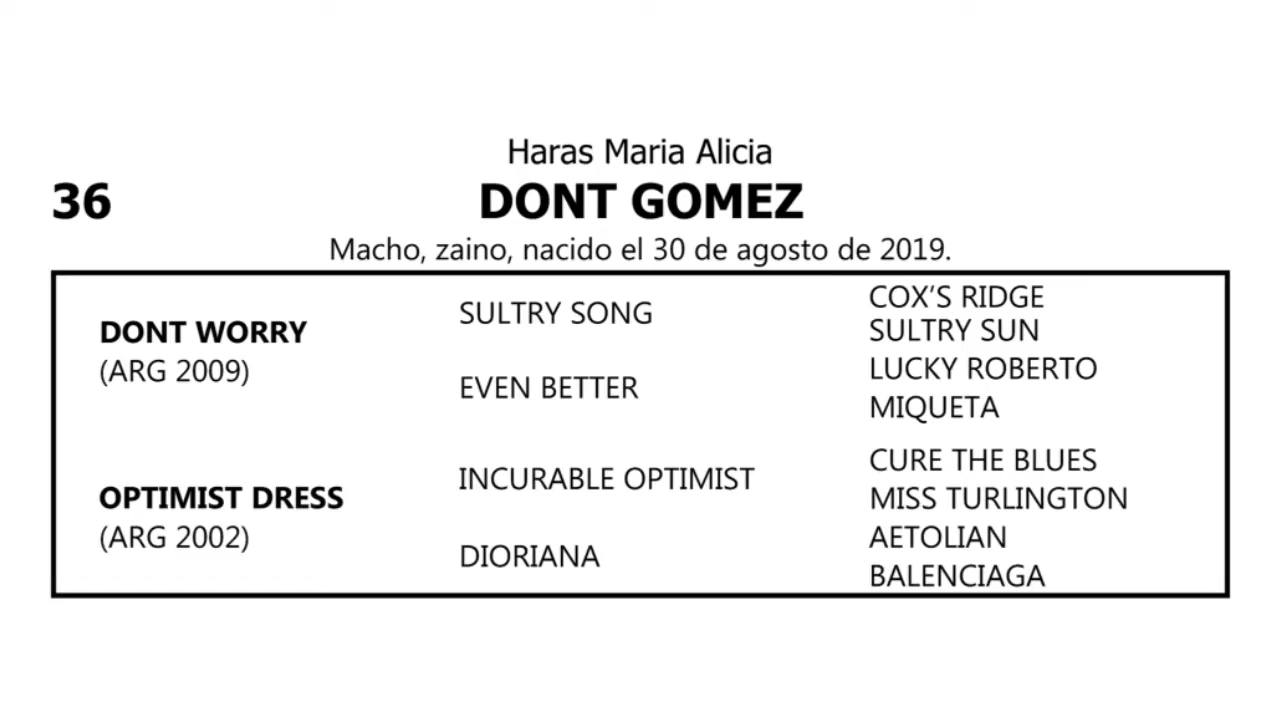 Haras Maria Alicia
36
DONT GOMEZ
Macho, zaino, nacido el 30 de agosto de 2019.
DONT WORRY
(ARG 2009)
SULTRY SONG
EVEN BETTER
COX'S RIDGE
SULTRY SUN
LUCKY ROBERTO
MIQUETA
OPTIMIST DRESS
(ARG 2002)
INCURABLE OPTIMIST
DIORIANA
CURE THE BLUES
MISS TURLINGTON
AETOLIAN
BALENCIAGA